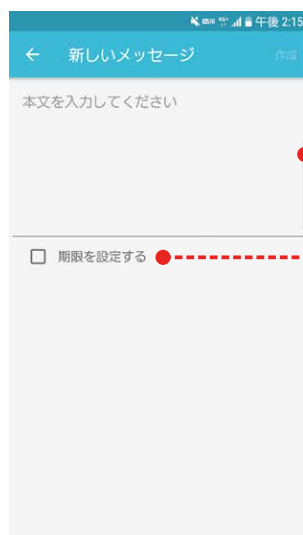 午後 2:15
新しいメッセージ 作成
本文を入力してください
期限を設定する